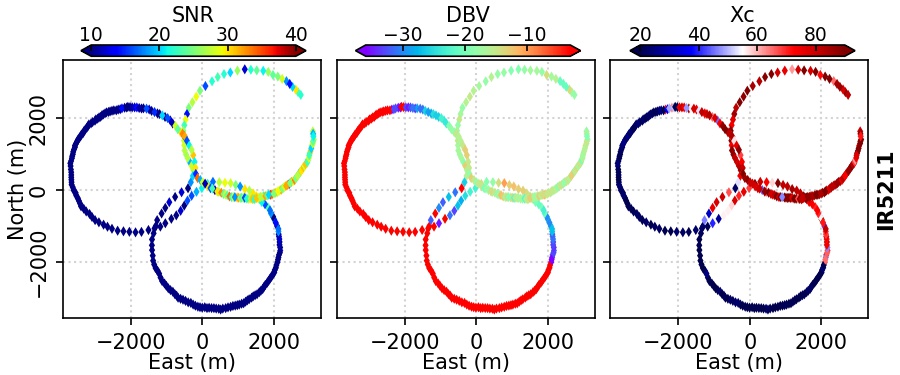 SNR DBV Xc
10 20 30 40 −30 −20 −10 20 40 60 80
2000
0
−2000
North (m)
IR5211
−2000 0 2000 −2000 0 2000 −2000 0 2000
East (m) East (m) East (m)